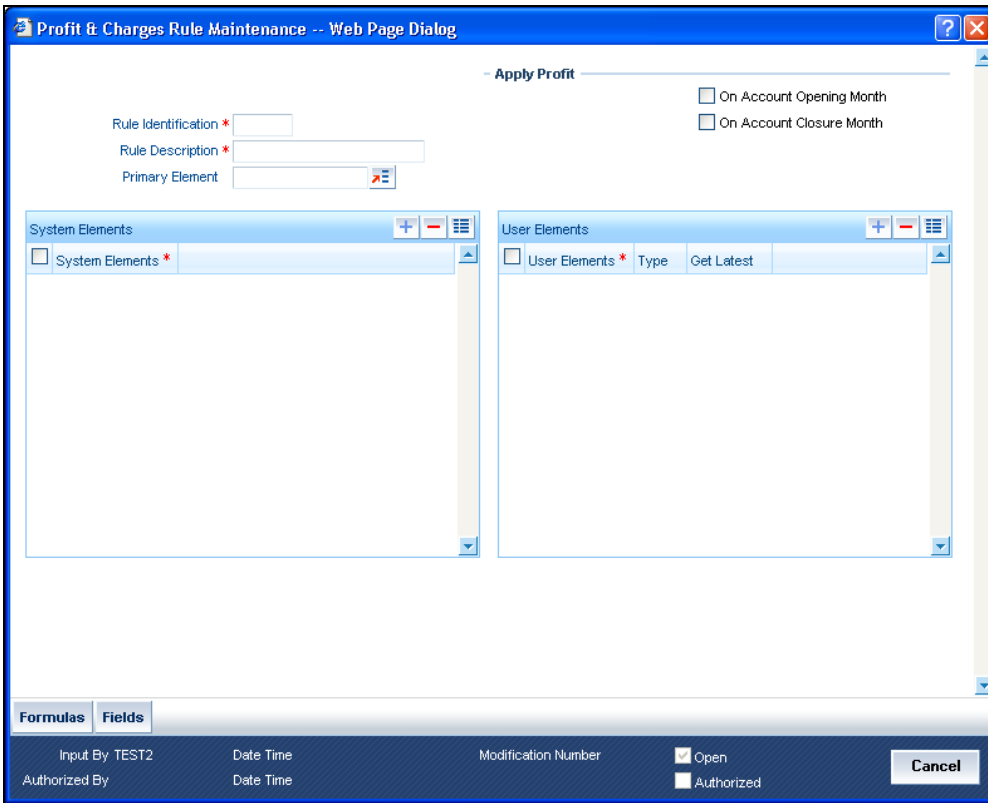 Profit & Charges Rule Maintenance -- Web Page Dialog
?
Apply Profit
On Account Opening Month
On Account Closure Month
Rule Identification *
Rule Description *
Primary Element
System Elements
System Elements *
User Elements
User Elements * Type Get Latest
Formulas Fields
Input By TEST2 Date Time Modification Number Open
Authorized By Date Time Authorized
Cancel